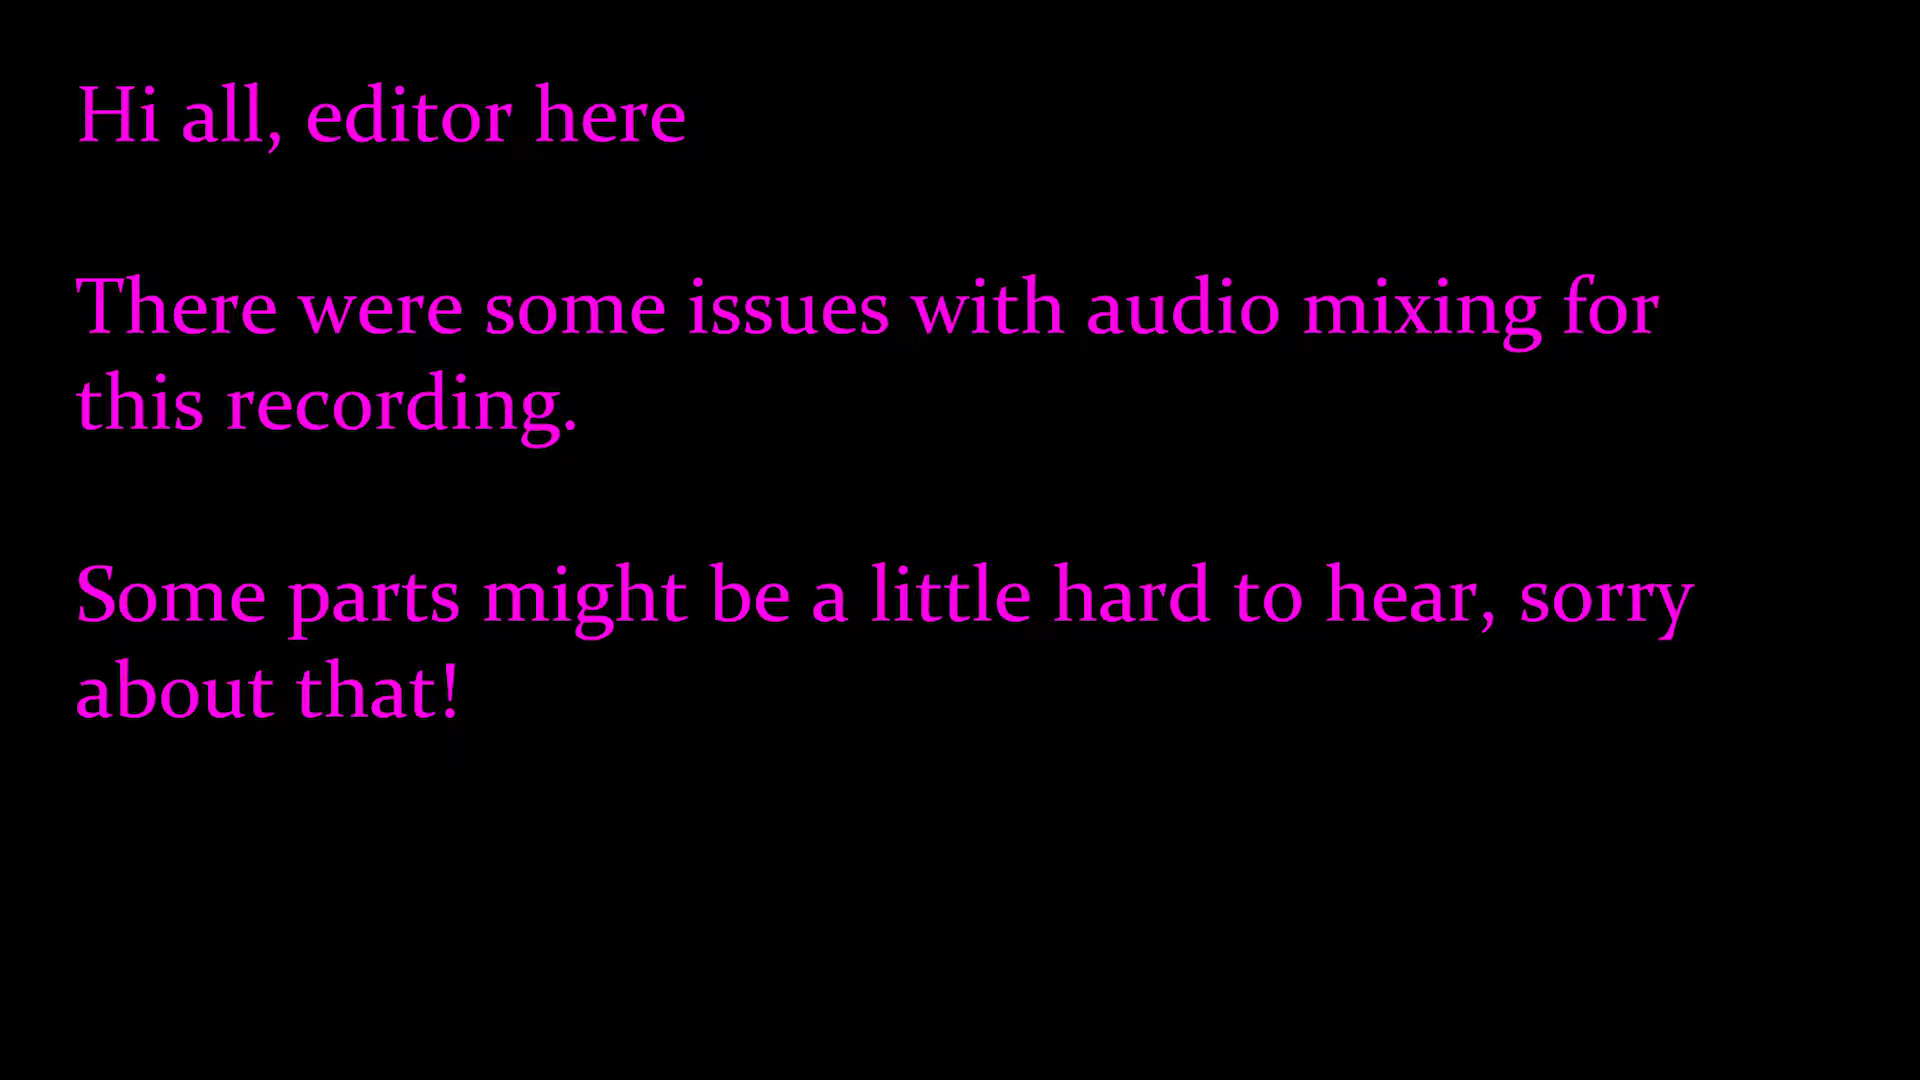 Hi all, editor here
There were some issues with audio mixing for
this recording.
Some parts might be a little hard to hear, sorry
about that!